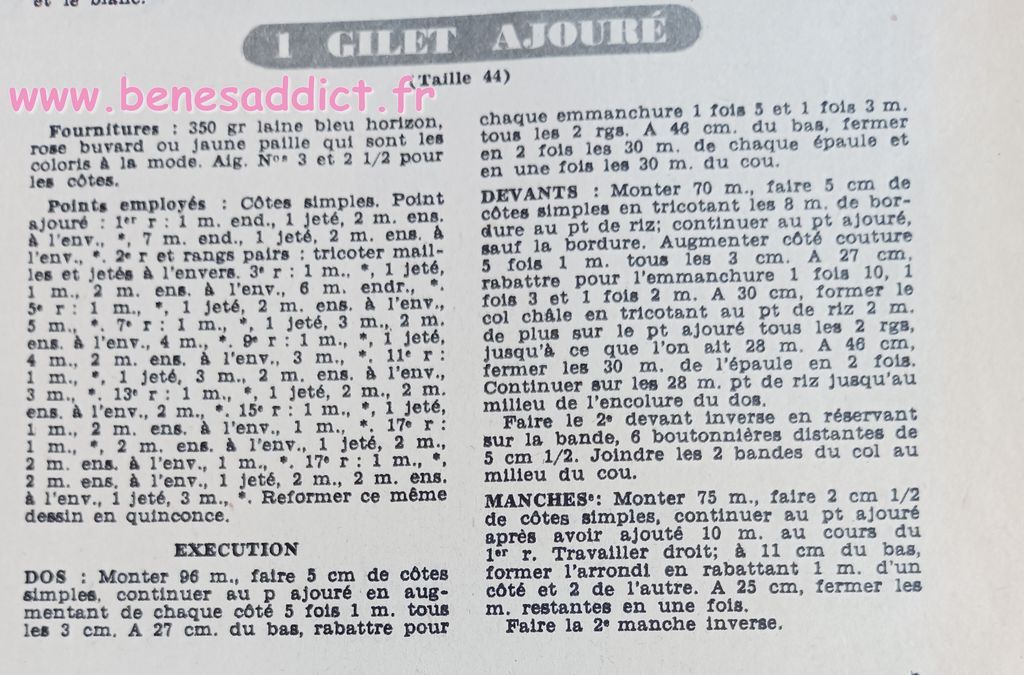 et le blanc.
1 GILET AJOURÉ
(Taille 44)
www.benesaddict.fr
Fournitures : 350 gr laine bleu horizon,
rose buvard ou jaune paille qui sont les
coloris à la mode. Aig. Nos 3 et 2 1/2 pour
les côtes.
Points employés : Côtes simples. Point
ajouré : 1er r : 1 m. end., 1 jeté, 2 m. ens.
à l'env., *, 7 m. end., 1 jeté, 2 m. ens. à
l'env., *. 2e r et rangs pairs : tricoter mail-
les et jetés à l'envers. 3e r : 1 m., *, 1 jeté,
1 m., 2 m. ens. à l'env., 6 m. endr., *.
5e r : 1 m., *, 1 jeté, 2 m. ens. à l'env.,
5 m., *. 7e r : 1 m., *, 1 jeté, 3 m., 2 m.
ens. à l'env., 4 m., *. 9e r : 1 m., *, 1 jeté,
4 m., 2 m. ens. à l'env., 3 m., *. 11e r :
1 m., *, 1 jeté, 3 m., 2 m. ens. à l'env.,
3 m., *. 13e r : 1 m., *, 1 jeté, 2 m., 2 m.
ens. à l'env., 2 m., *. 15e r : 1 m., *, 1 jeté,
1 m., 2 m. ens. à l'env., 1 m., *. 17e r :
1 m., *, 2 m. ens. à l'env., 1 jeté, 2 m.,
2 m. ens. à l'env., 1 m., *. 17e r : 1 m., *,
2 m. ens. à l'env., 1 jeté, 2 m., 2 m. ens.
à l'env., 1 jeté, 3 m., *. Reformer ce même
dessin en quinconce.
EXECUTION
DOS : Monter 96 m., faire 5 cm de côtes
simples, continuer au p ajouré en aug-
mentant de chaque côté 5 fois 1 m. tous
les 3 cm. A 27 cm. du bas, rabattre pour
chaque emmanchure 1 fois 5 et 1 fois 3 m.
tous les 2 rgs. A 46 cm. du bas, fermer
en 2 fois les 30 m. de chaque épaule et
en une fois les 30 m. du cou.
DEVANTS : Monter 70 m., faire 5 cm de
côtes simples en tricotant les 8 m. de bor-
dure au pt de riz; continuer au pt ajouré,
sauf la bordure. Augmenter côté couture
5 fois 1 m. tous les 3 cm. A 27 cm,
rabattre pour l'emmanchure 1 fois 10, 1
fois 3 et 1 fois 2 m. A 30 cm, former le
col châle en tricotant au pt de riz 2 m.
de plus sur le pt ajouré tous les 2 rgs,
jusqu'à ce que l'on ait 28 m. A 46 cm,
fermer les 30 m. de l'épaule en 2 fois.
Continuer sur les 28 m. pt de riz jusqu'au
milieu de l'encolure du dos.
Faire le 2e devant inverse en réservant
sur la bande, 6 boutonnières distantes de
5 cm 1/2. Joindre les 2 bandes du col au
milieu du cou.
MANCHESe: Monter 75 m., faire 2 cm 1/2
de côtes simples, continuer au pt ajouré
après avoir ajouté 10 m. au cours du
1er r. Travailler droit; à 11 cm du bas,
former l'arrondi en rabattant 1 m. d'un
côté et 2 de l'autre. A 25 cm, fermer les
m. restantes en une fois.
Faire la 2e manche inverse.